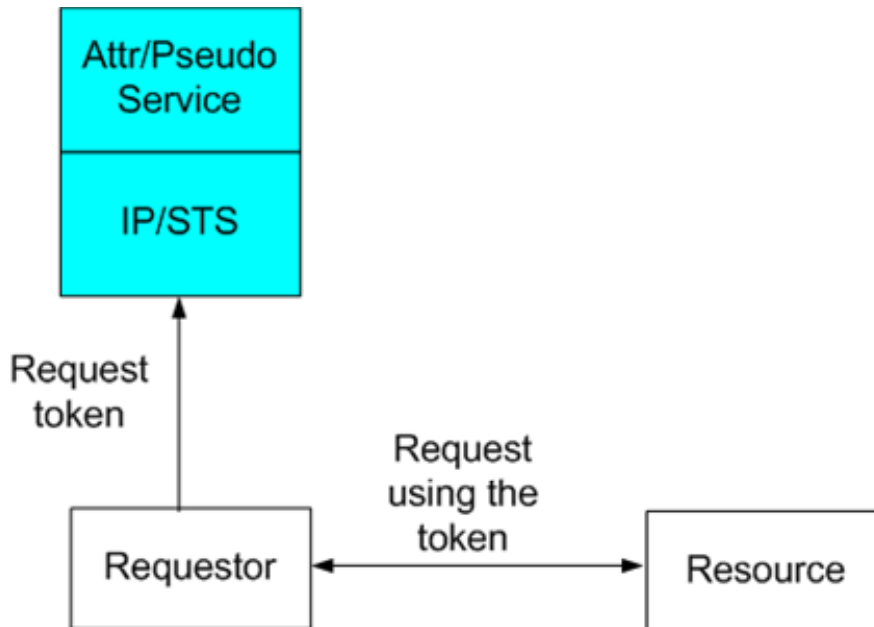 Attr/Pseudo
Service
IP/STS
Request
token
Request
using the
token
Requestor
Resource